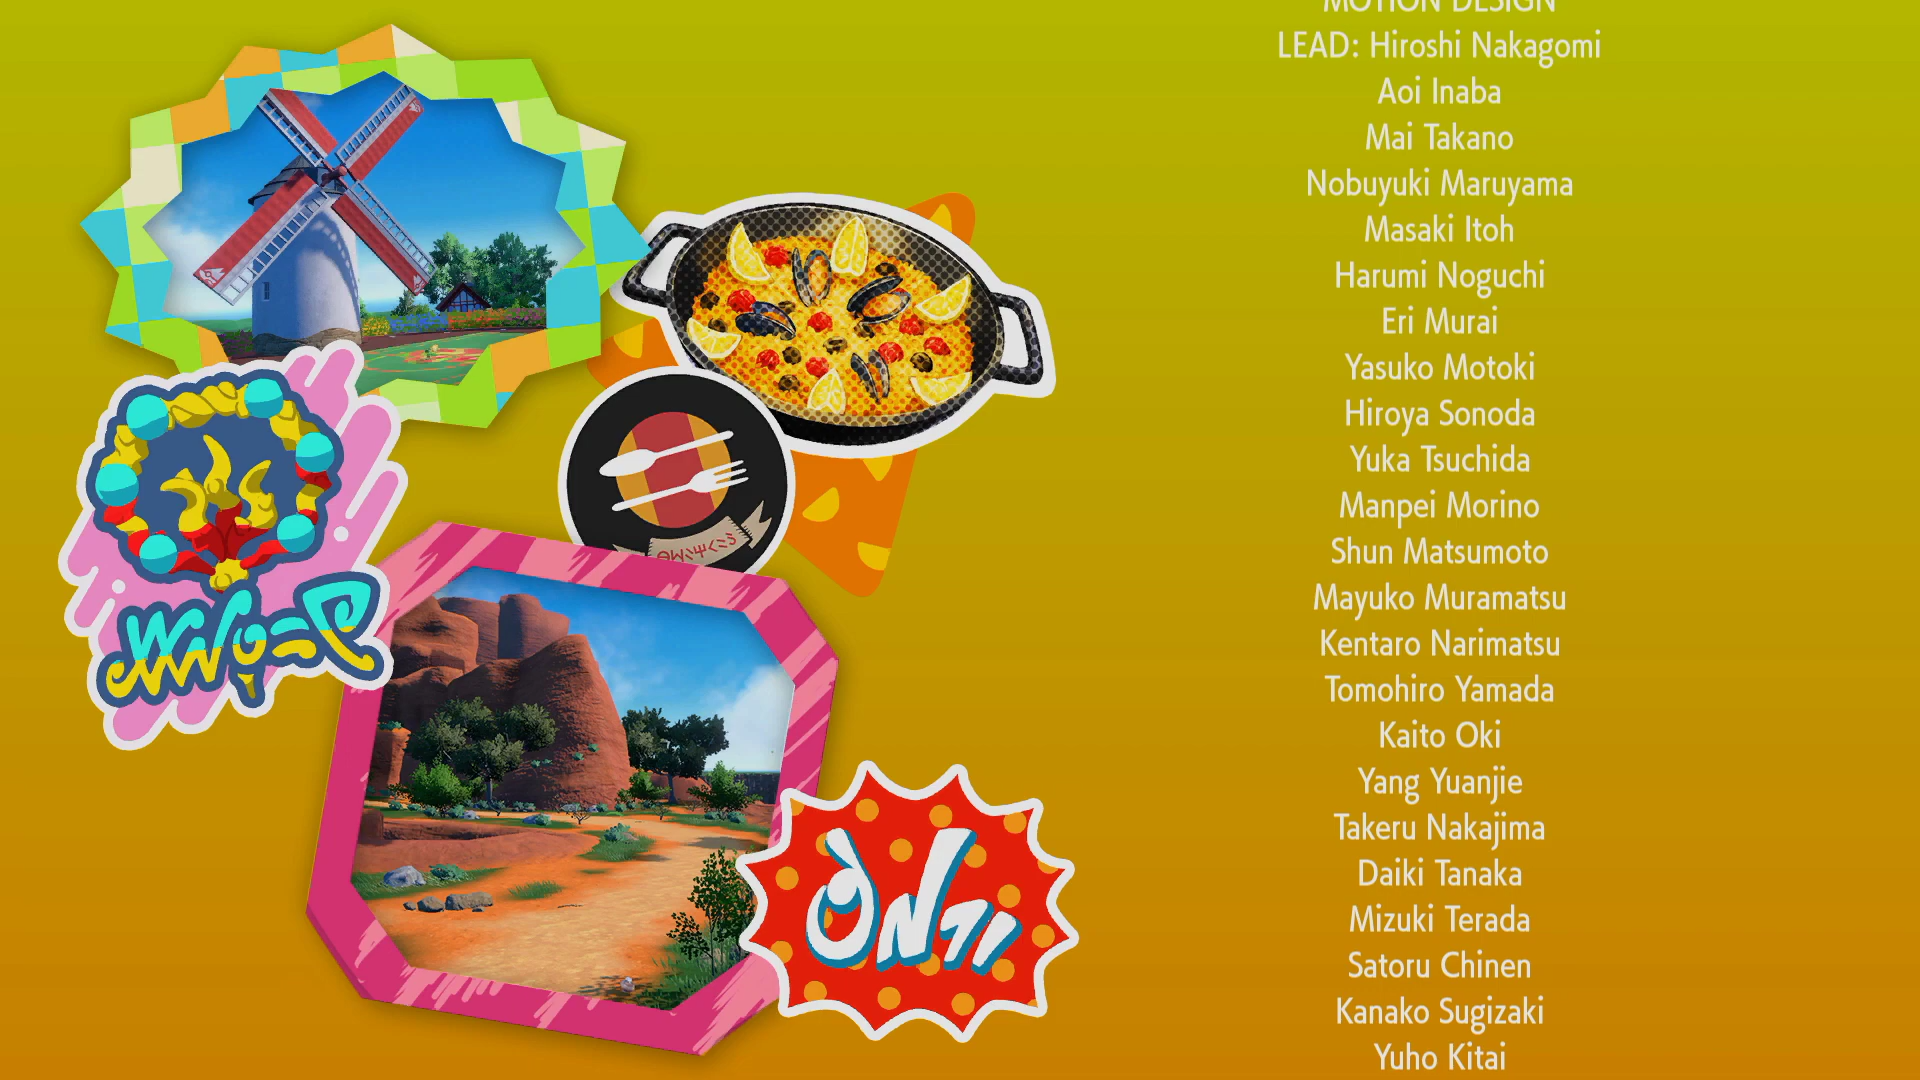 MOTION DESIGN
LEAD: Hiroshi Nakagomi
Aoi Inaba
Mai Takano
Nobuyuki Maruyama
Masaki Itoh
Harumi Noguchi
Eri Murai
Yasuko Motoki
Hiroya Sonoda
Yuka Tsuchida
Manpei Morino
Shun Matsumoto
Mayuko Muramatsu
Kentaro Narimatsu
Tomohiro Yamada
Kaito Oki
Yang Yuanjie
Takeru Nakajima
Daiki Tanaka
Mizuki Terada
Satoru Chinen
Kanako Sugizaki
Yuho Kitai